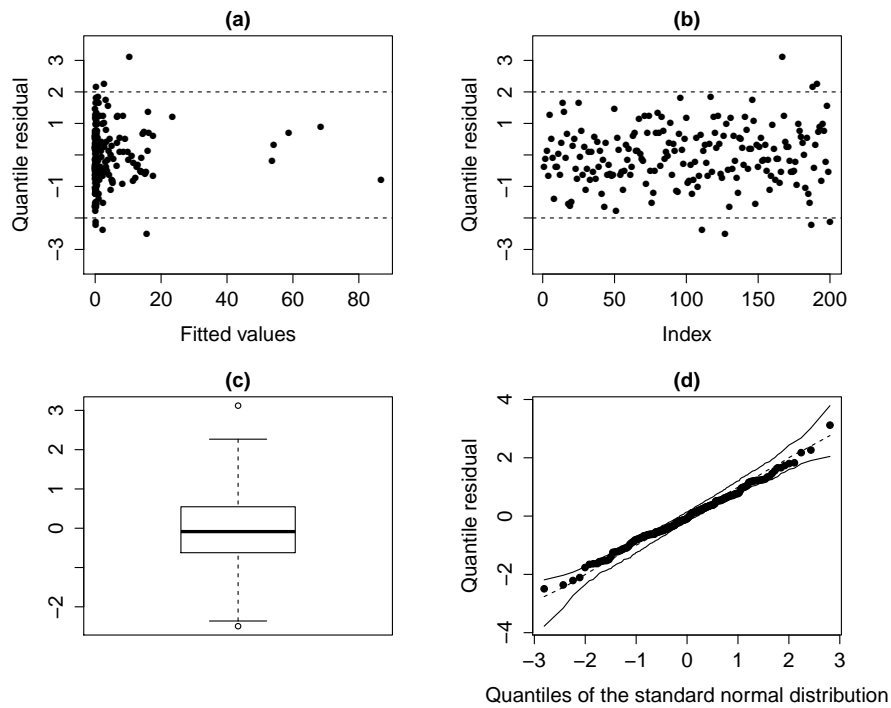 (a)
Quantile residual
3
2
1
−1
−3
0 20 40 60 80
Fitted values
(b)
Quantile residual
3
2
1
−1
−3
0 50 100 150 200
Index
(c)
3
2
1
0
−2
(d)
Quantile residual
4
2
0
−2
−4
−3 −2 −1 0 1 2 3
Quantiles of the standard normal distribution